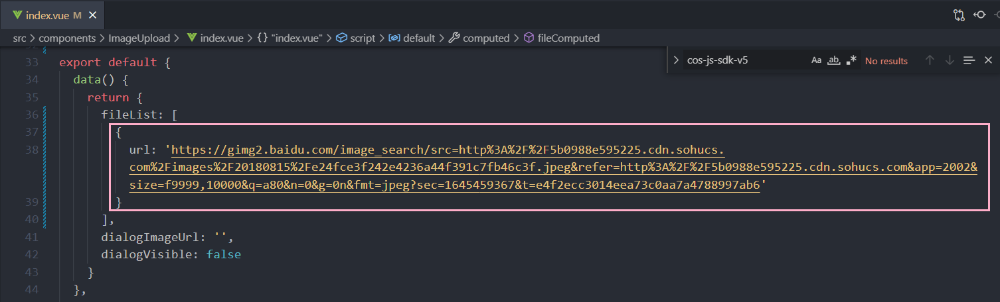 index.vue M
src > components > ImageUpload > index.vue > {} "index.vue" > script > default > computed > fileComputed
cos-js-sdk-v5 Aa ab .* No results
33 export default {
34 data() {
35 return {
36 fileList: [
37 {
38 url: 'https://gimg2.baidu.com/image_search/src=http%3A%2F%2F5b0988e595225.cdn.sohucs.
com%2Fimages%2F20180815%2Fe24fce3f242e4236a44f391c7fb46c3f.jpeg&refer=http%3A%2F%2F5b0988e595225.cdn.sohucs.com&app=2002&
size=f9999,10000&q=a80&n=0&g=0n&fmt=jpeg?sec=1645459367&t=e4f2ecc3014eea73c0aa7a4788997ab6'
39 }
40 ],
41 dialogImageUrl: '',
42 dialogVisible: false
43 }
44 },